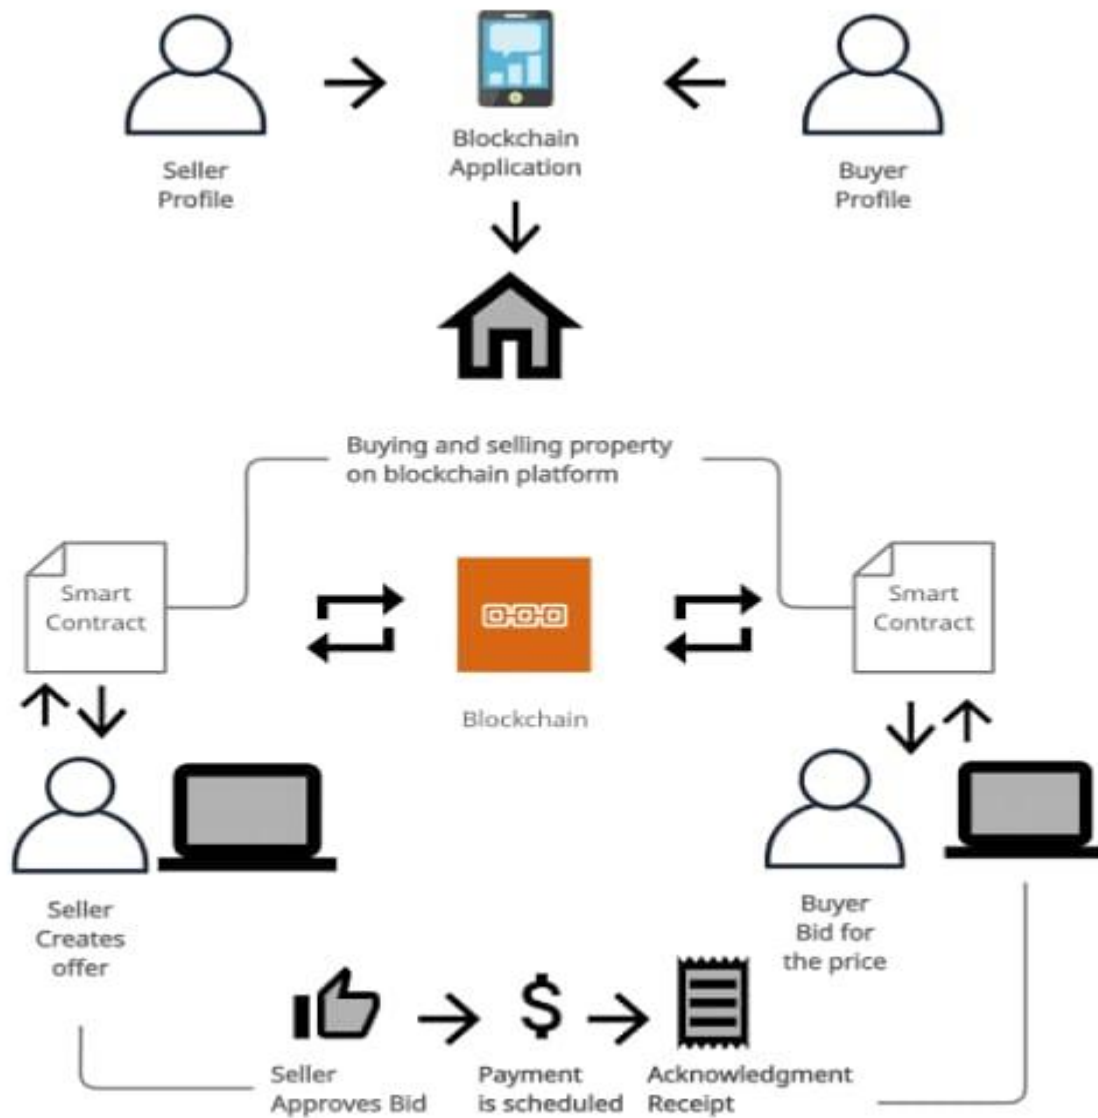 Seller
Profile
Blockchain
Application
Buyer
Profile
Buying and selling property
on blockchain platform
Smart
Contract
Blockchain
Smart
Contract
Seller
Creates
offer
Buyer
Bid for
the price
Seller
Approves Bid
Payment
is scheduled
Acknowledgment
Receipt